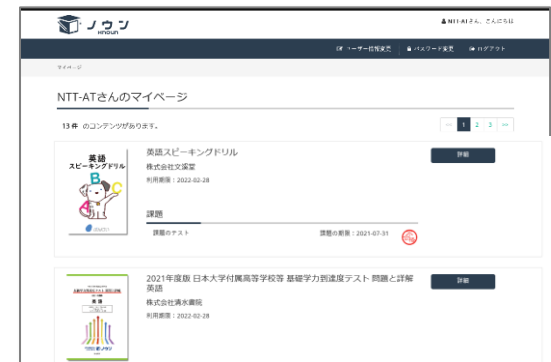 ノウン
KNOUN
NTT-ATさん、こんにちは
ユーザー情報変更 パスワード変更 ログアウト
マイページ
NTT-ATさんのマイページ
13件 のコンテンツがあります。
1 2 3
英語スピーキングドリル
詳細
株式会社文溪堂
利用期限：2022-02-28
英語
スピーキングドリル
A B C
課題
課題のテスト 課題の期限：2021-07-31
2021年度版 日本大学付属高等学校等 基礎学力到達度テスト 問題と詳解
英語
詳細
株式会社清水書院
利用期限：2022-02-28
英語